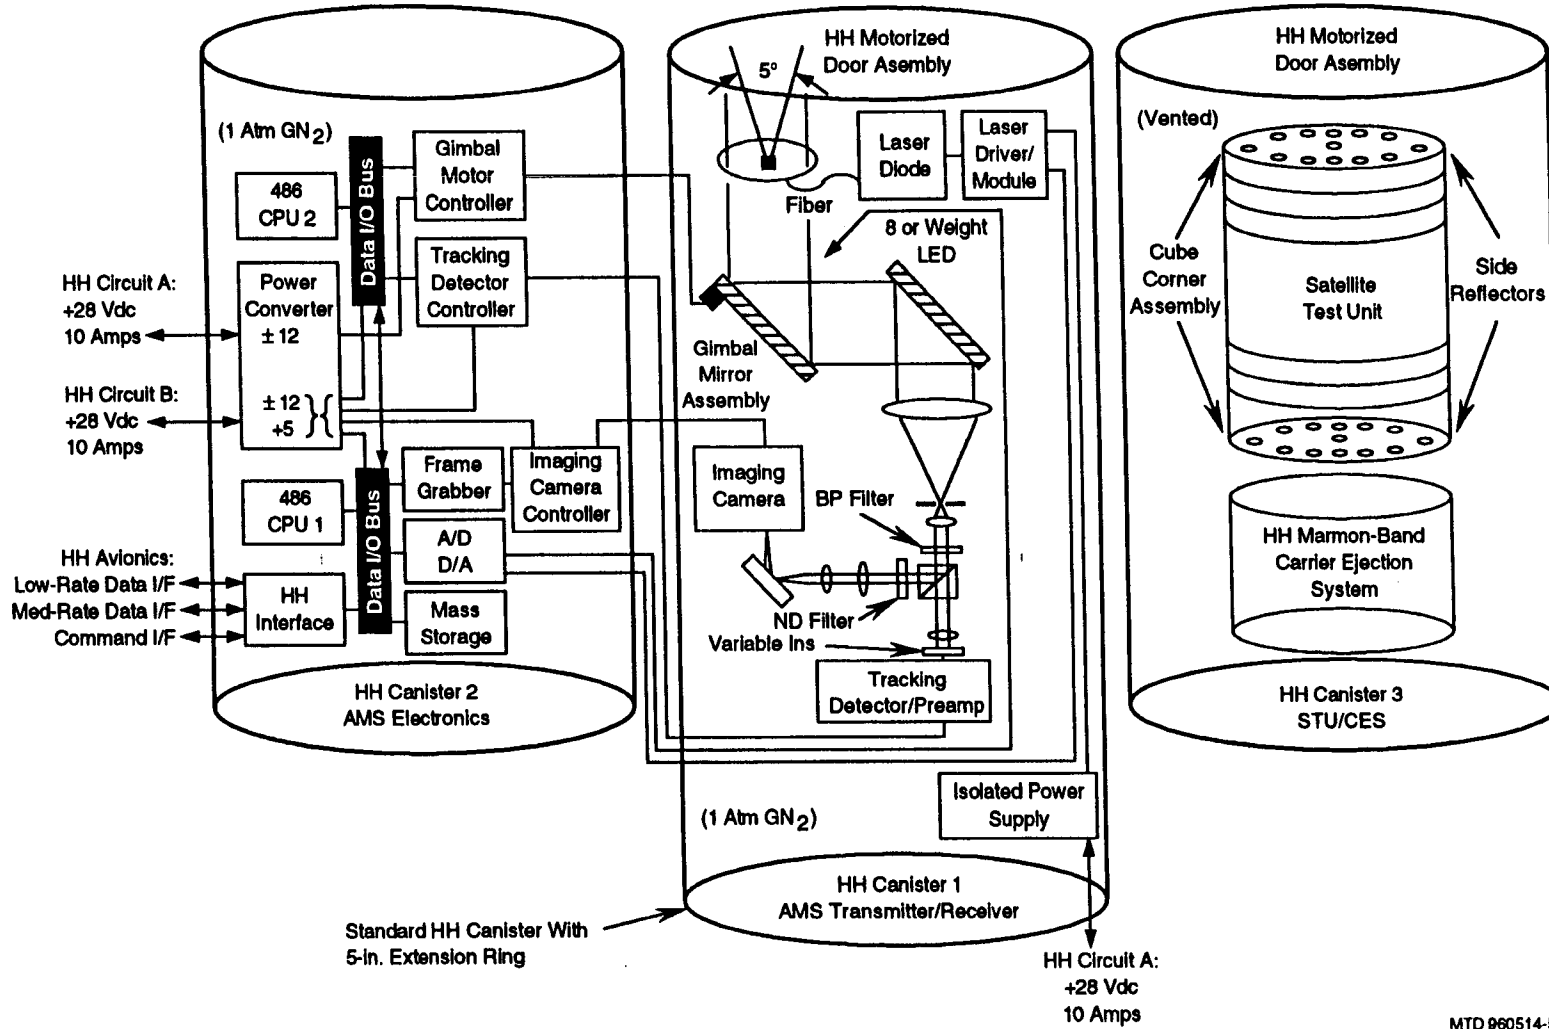 HH Motorized
Door Asembly
5°
HH Motorized
Door Asembly
(1 Atm GN2)
Data I/O Bus
Gimbal
Motor
Controller
486
CPU 2
Laser
Diode
Laser
Driver/
Module
Fiber
(Vented)
8 or Weight
LED
Tracking
Detector
Controller
HH Circuit A:
+28 Vdc
10 Amps
Power
Converter
± 12
± 12
+5
HH Circuit B:
+28 Vdc
10 Amps
Gimbal
Mirror
Assembly
Cube
Corner
Assembly
Satellite
Test Unit
Side
Reflectors
Frame
Grabber
Imaging
Camera
Controller
Imaging
Camera
BP Filter
486
CPU 1
Data I/O Bus
A/D
D/A
HH Avionics:
Low-Rate Data I/F
Med-Rate Data I/F
Command I/F
HH
Interface
Mass
Storage
ND Filter
Variable Ins
Tracking
Detector/Preamp
HH Marmon-Band
Carrier Ejection
System
HH Canister 2
AMS Electronics
HH Canister 3
STU/CES
(1 Atm GN2)
Isolated Power
Supply
HH Canister 1
AMS Transmitter/Receiver
Standard HH Canister With
5-in. Extension Ring
HH Circuit A:
+28 Vdc
10 Amps
MTD 960514-